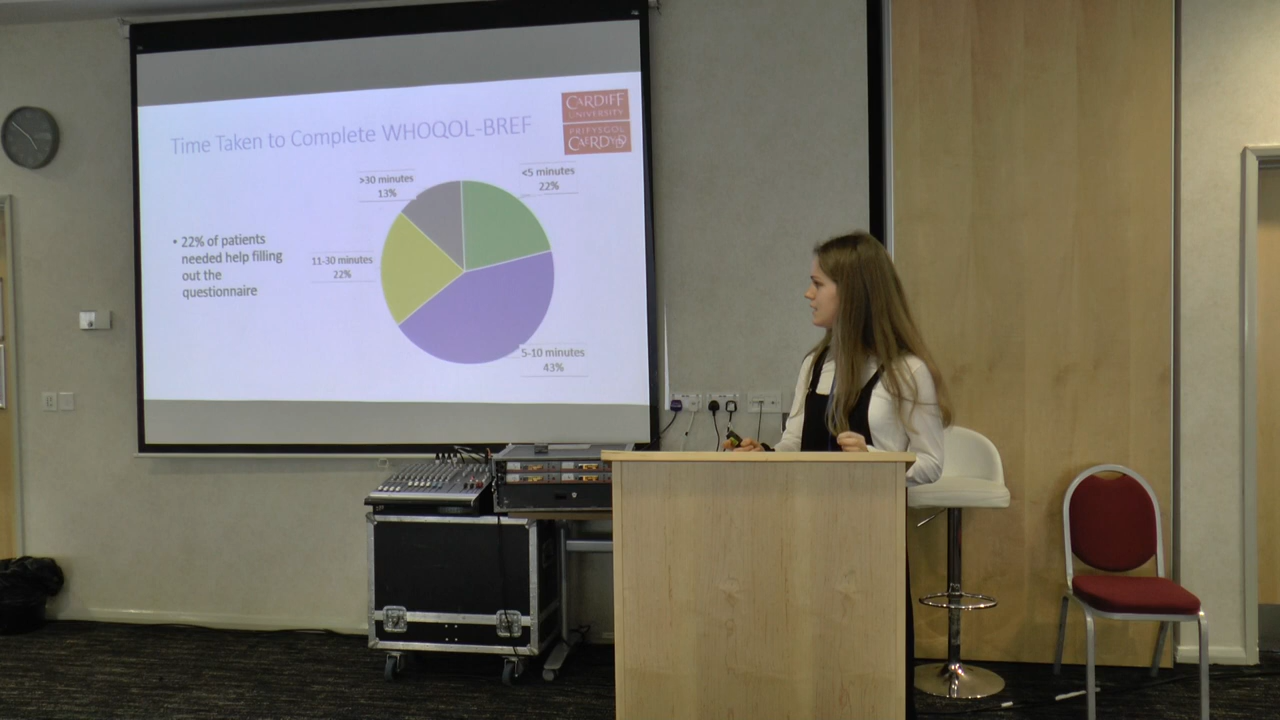 Time Taken to Complete WHOQOL-BREF
CARDIFF
UNIVERSITY
PRIFYSGOL
CAERDYDD
• 22% of patients
needed help filling
out the
questionnaire
>30 minutes
13%
<5 minutes
22%
11-30 minutes
22%
5-10 minutes
43%